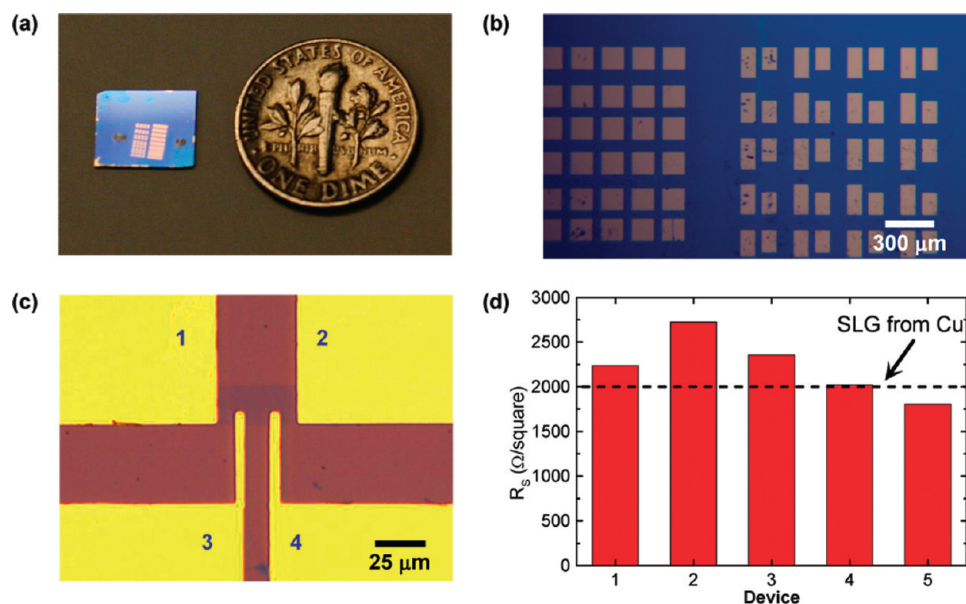 (a)
UNITED STATES OF AMERICA
ONE DIME
(b)
300 μm
(c)
1
2
3
4
25 μm
(d)
3000
2500
2000
1500
1000
500
0
R_S (Ω/square)
SLG from Cu
1 2 3 4 5
Device